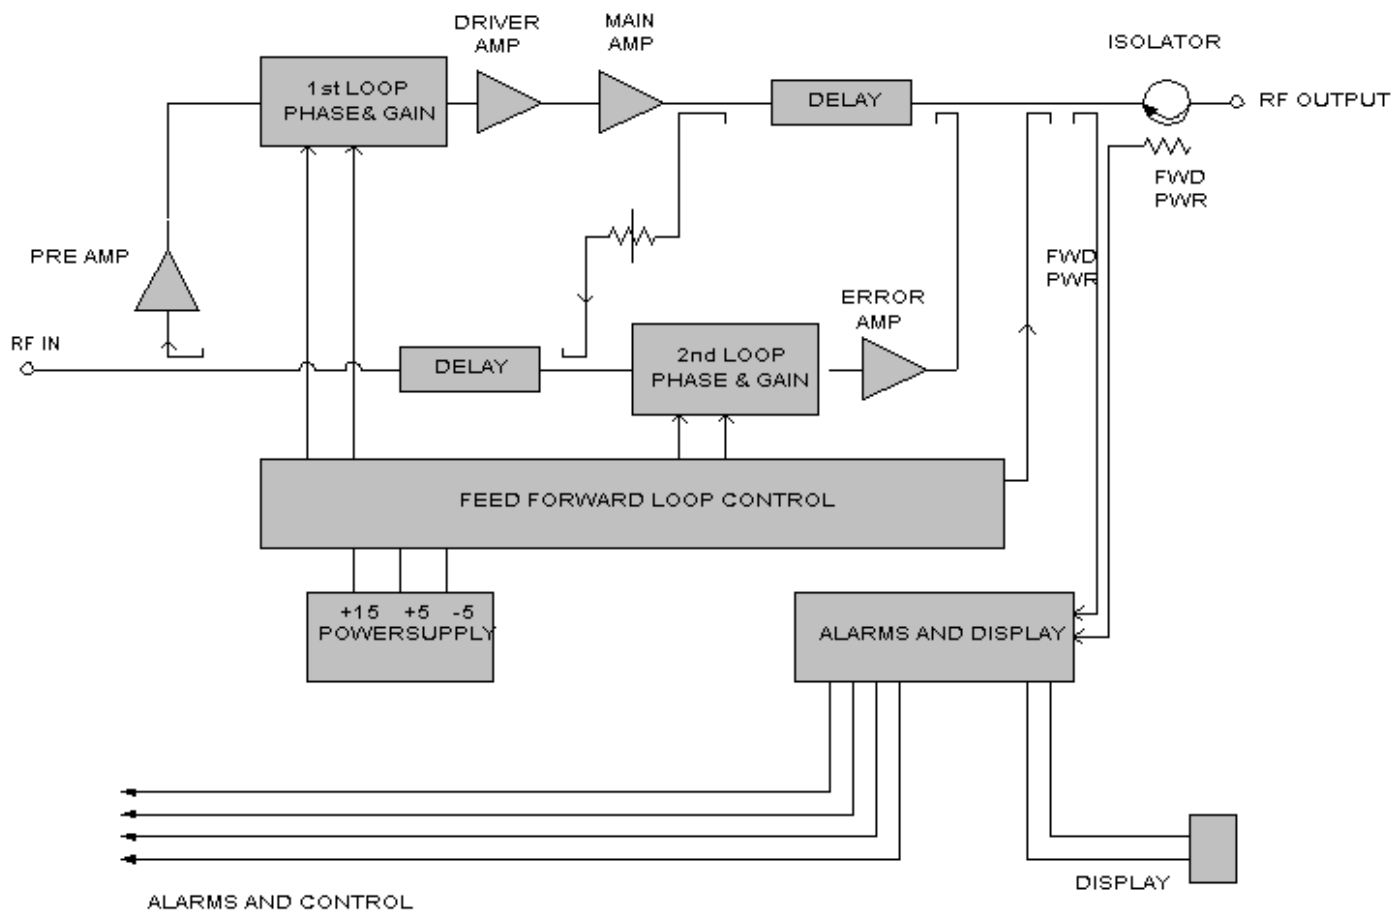 DRIVER
AMP
MAIN
AMP
ISOLATOR
1st LOOP
PHASE& GAIN
DELAY
RF OUTPUT
FWD
PWR
PRE AMP
FWD
PWR
ERROR
AMP
RF IN
DELAY
2nd LOOP
PHASE & GAIN
FEED FORWARD LOOP CONTROL
+15 +5 -5
POWERSUPPLY
ALARMS AND DISPLAY
DISPLAY
ALARMS AND CONTROL